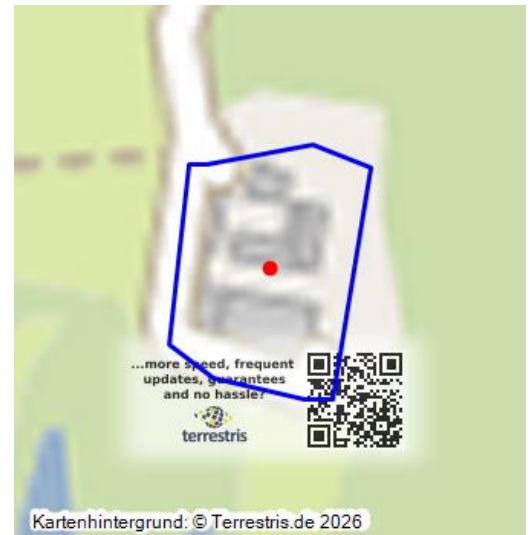 ...more speed, frequent
updates, guarantees
and no hassle?
terrestris
Kartenhintergrund: © Terrestris.de 2026